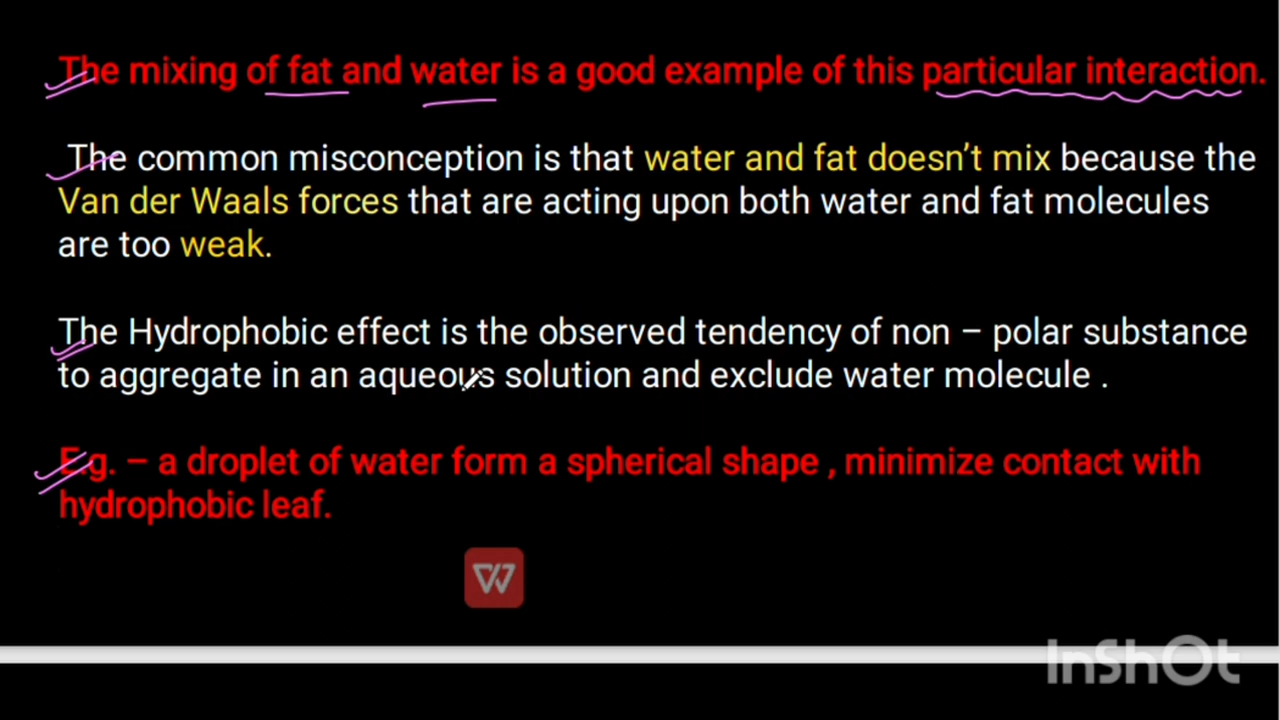 The mixing of fat and water is a good example of this particular interaction.
The common misconception is that water and fat doesn't mix because the
Van der Waals forces that are acting upon both water and fat molecules
are too weak.
The Hydrophobic effect is the observed tendency of non – polar substance
to aggregate in an aqueous solution and exclude water molecule .
E.g. – a droplet of water form a spherical shape , minimize contact with
hydrophobic leaf.
W
InShOt